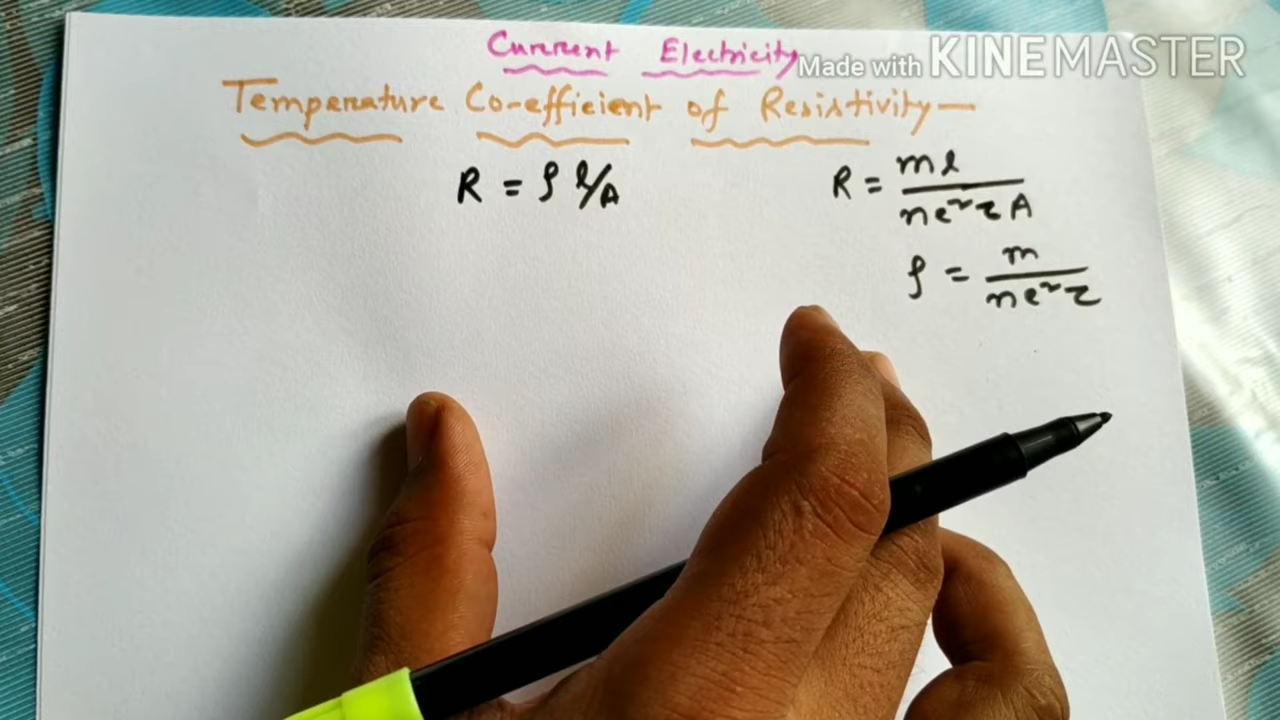 Current Electricity
Made with KINEMASTER
Temperature Co-efficient of Resistivity—
R = ρ l/A
R = ml / ne²τA
ρ = m / ne²τ